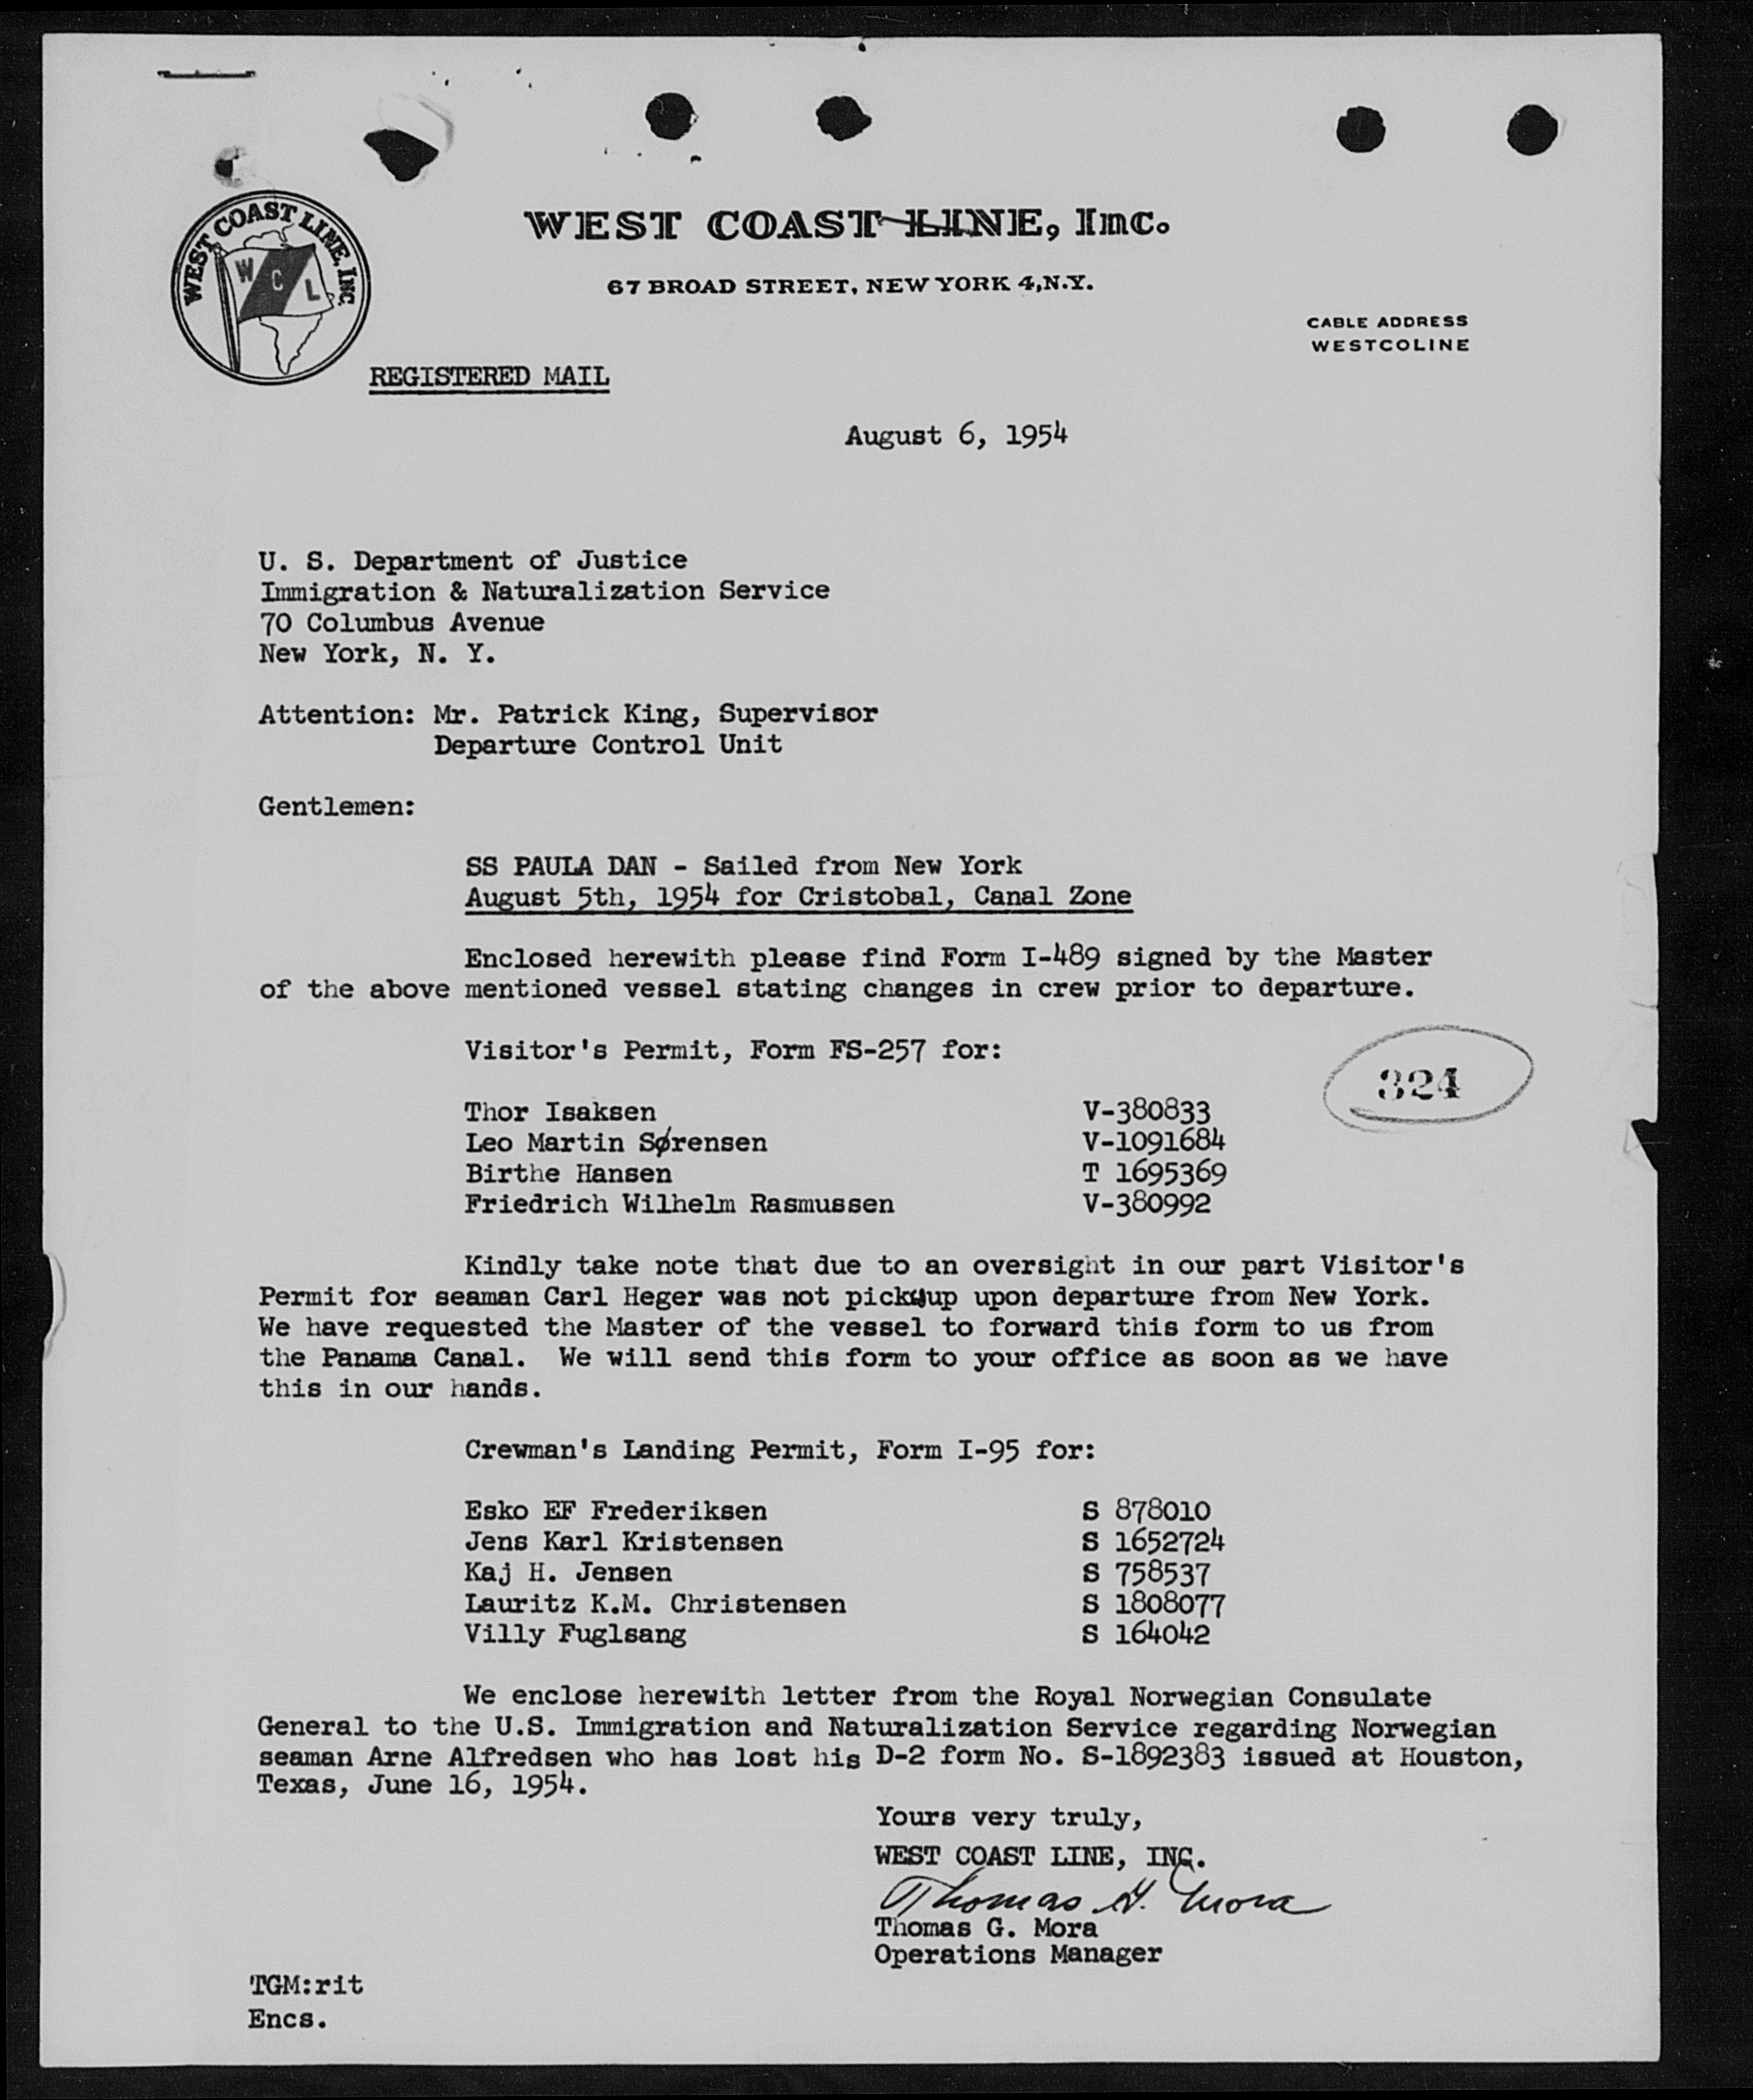 WEST COAST LINE, Inc.
67 BROAD STREET, NEW YORK 4, N.Y.
WEST COAST LINE, INC.
W C L
CABLE ADDRESS
WESTCOLINE
REGISTERED MAIL
August 6, 1954
U. S. Department of Justice
Immigration & Naturalization Service
70 Columbus Avenue
New York, N. Y.
Attention: Mr. Patrick King, Supervisor
Departure Control Unit
Gentlemen:
SS PAULA DAN - Sailed from New York
August 5th, 1954 for Cristobal, Canal Zone
Enclosed herewith please find Form I-489 signed by the Master
of the above mentioned vessel stating changes in crew prior to departure.
Visitor's Permit, Form FS-257 for:
324
Thor Isaksen V-380833
Leo Martin Sørensen V-1091684
Birthe Hansen T 1695369
Friedrich Wilhelm Rasmussen V-380992
Kindly take note that due to an oversight in our part Visitor's
Permit for seaman Carl Heger was not pick up upon departure from New York.
We have requested the Master of the vessel to forward this form to us from
the Panama Canal. We will send this form to your office as soon as we have
this in our hands.
Crewman's Landing Permit, Form I-95 for:
Esko EF Frederiksen S 878010
Jens Karl Kristensen S 1652724
Kaj H. Jensen S 758537
Lauritz K.M. Christensen S 1808077
Villy Fuglsang S 164042
We enclose herewith letter from the Royal Norwegian Consulate
General to the U.S. Immigration and Naturalization Service regarding Norwegian
seaman Arne Alfredsen who has lost his D-2 form No. S-1892383 issued at Houston,
Texas, June 16, 1954.
Yours very truly,
WEST COAST LINE, INC.
Thomas G. Mora
Thomas G. Mora
Operations Manager
TGM:rit
Encs.